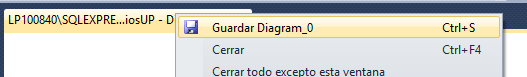 LP100840\SQLEXPRE...iosUP - D
Guardar Diagram_0 Ctrl+S
Cerrar Ctrl+F4
Cerrar todo excepto esta ventana